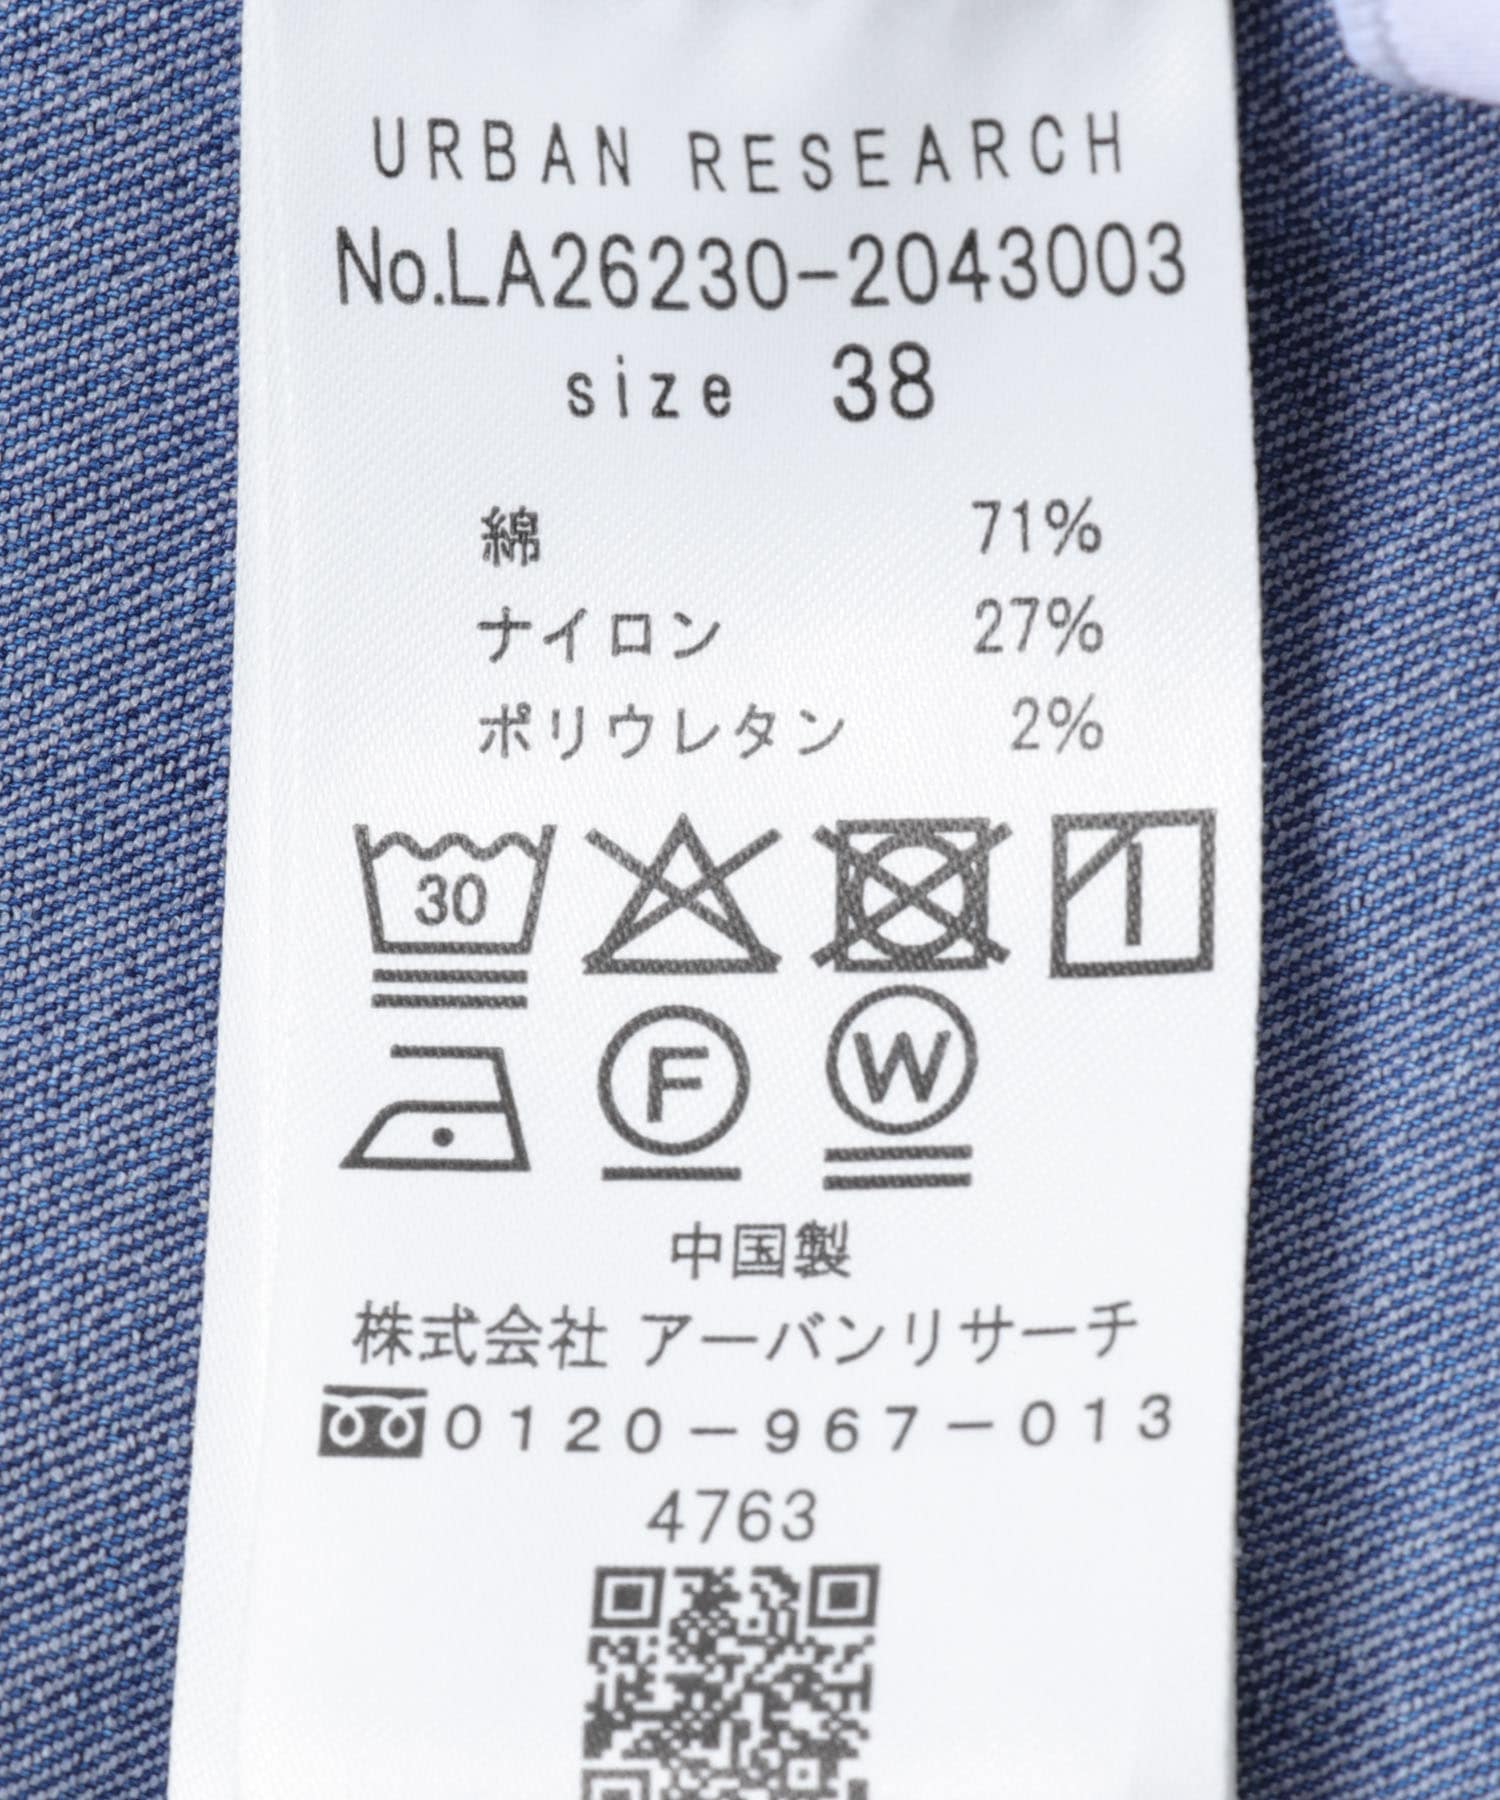 URBAN RESEARCH
No.LA26230-2043003
size 38
綿 71%
ナイロン 27%
ポリウレタン 2%
30
F W
中国製
株式会社 アーバンリサーチ
0120-967-013
4763